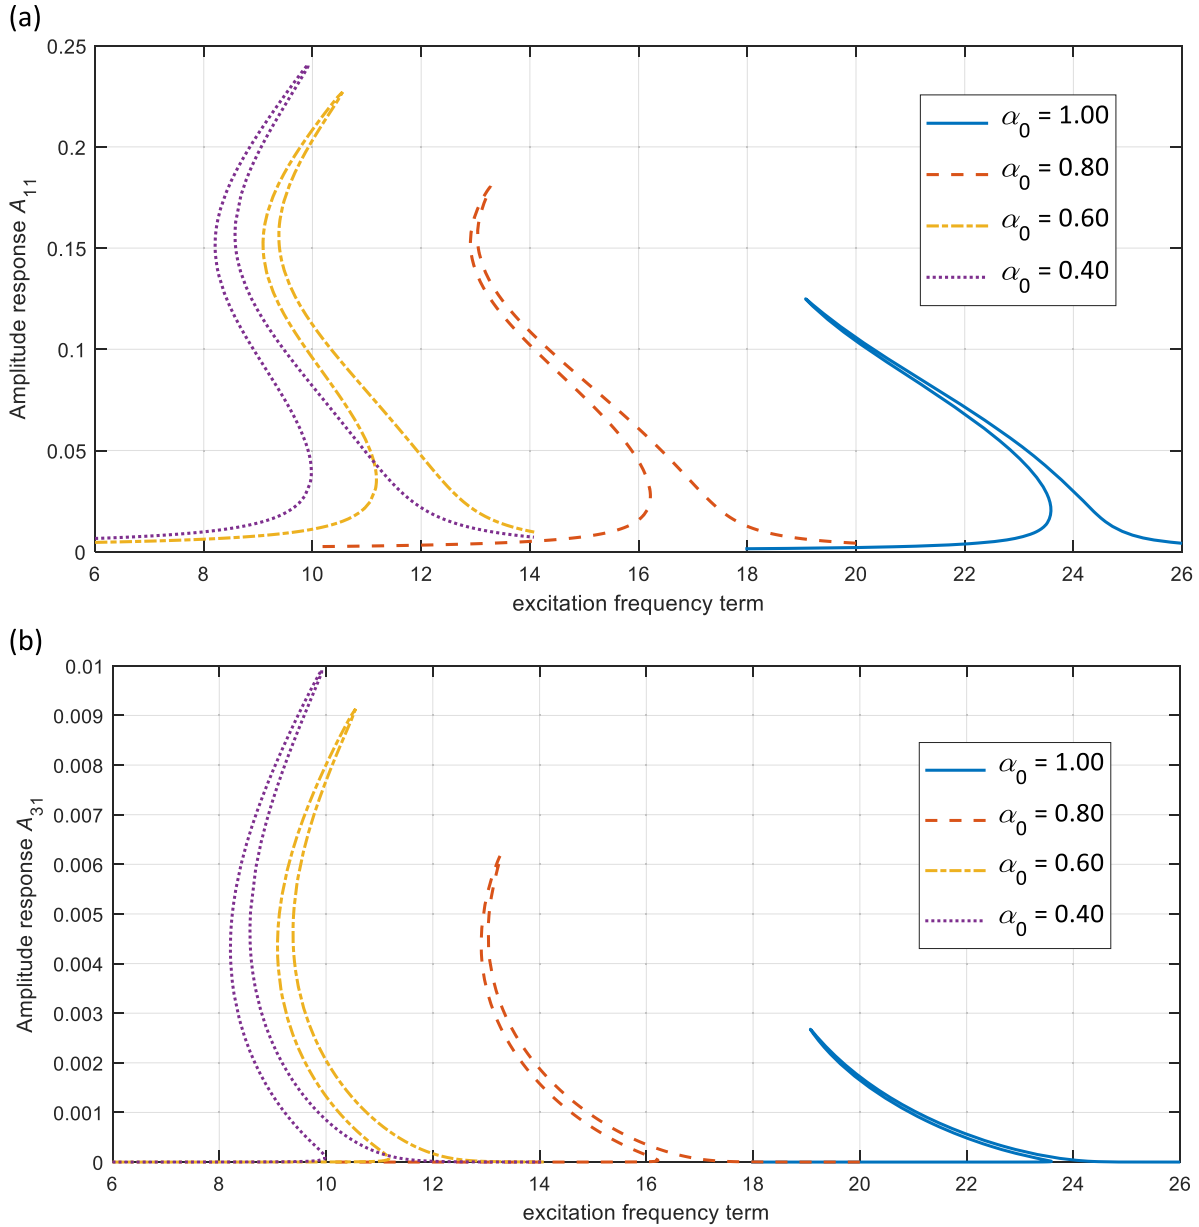 (a)
0.25
0.2
0.15
0.1
0.05
0
Amplitude response A11
α0 = 1.00
α0 = 0.80
α0 = 0.60
α0 = 0.40
6 8 10 12 14 16 18 20 22 24 26
excitation frequency term
(b)
0.01
0.009
0.008
0.007
0.006
0.005
0.004
0.003
0.002
0.001
0
Amplitude response A31
α0 = 1.00
α0 = 0.80
α0 = 0.60
α0 = 0.40
6 8 10 12 14 16 18 20 22 24 26
excitation frequency term